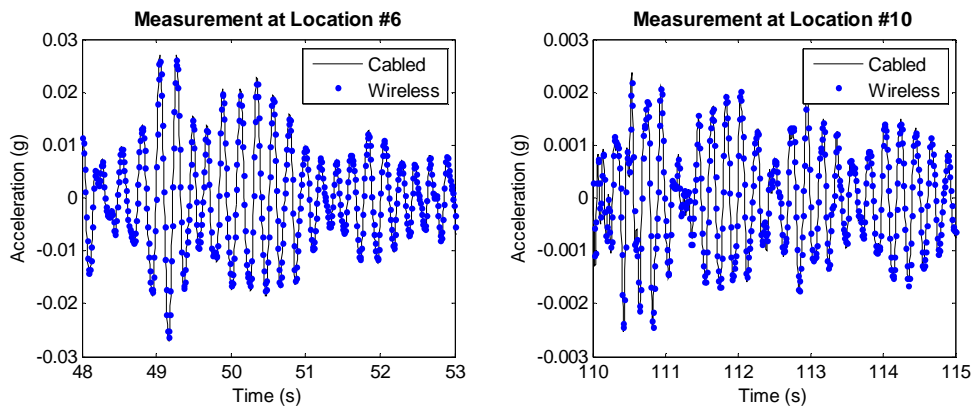 Measurement at Location #6
Acceleration (g)
0.03
0.02
0.01
0
-0.01
-0.02
-0.03
48
49
50
51
52
53
Time (s)
Cabled
Wireless
Measurement at Location #10
Acceleration (g)
0.003
0.002
0.001
0
-0.001
-0.002
-0.003
110
111
112
113
114
115
Time (s)
Cabled
Wireless